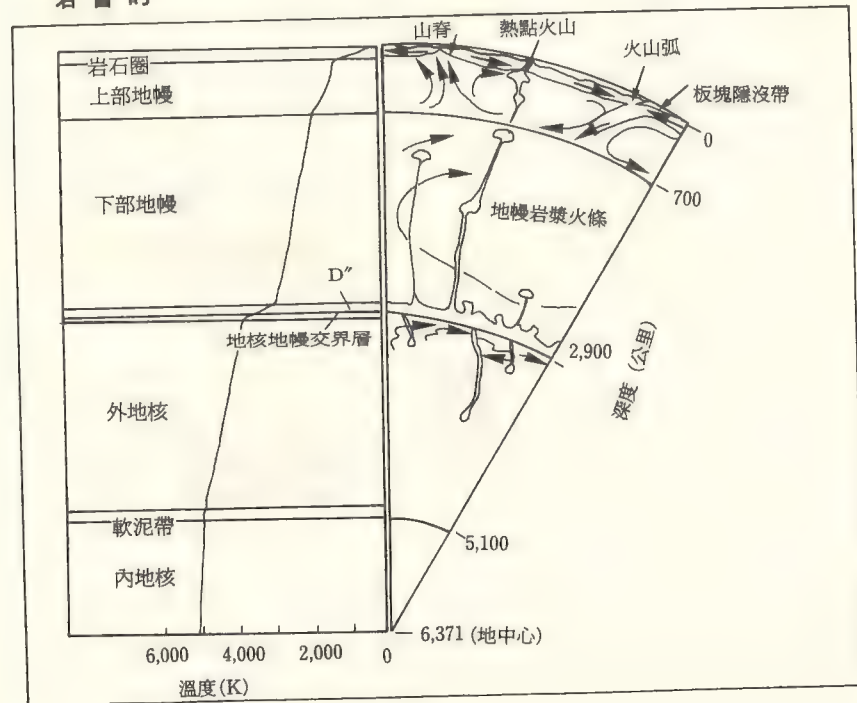 山脊
熱點火山
火山弧
板塊隱沒帶
岩石圈
上部地幔
0
700
下部地幔
地幔岩漿火條
D″
地核地幔交界層
2,900
深度(公里)
外地核
軟泥帶
5,100
內地核
6,371 (地中心)
6,000 4,000 2,000 0
溫度(K)